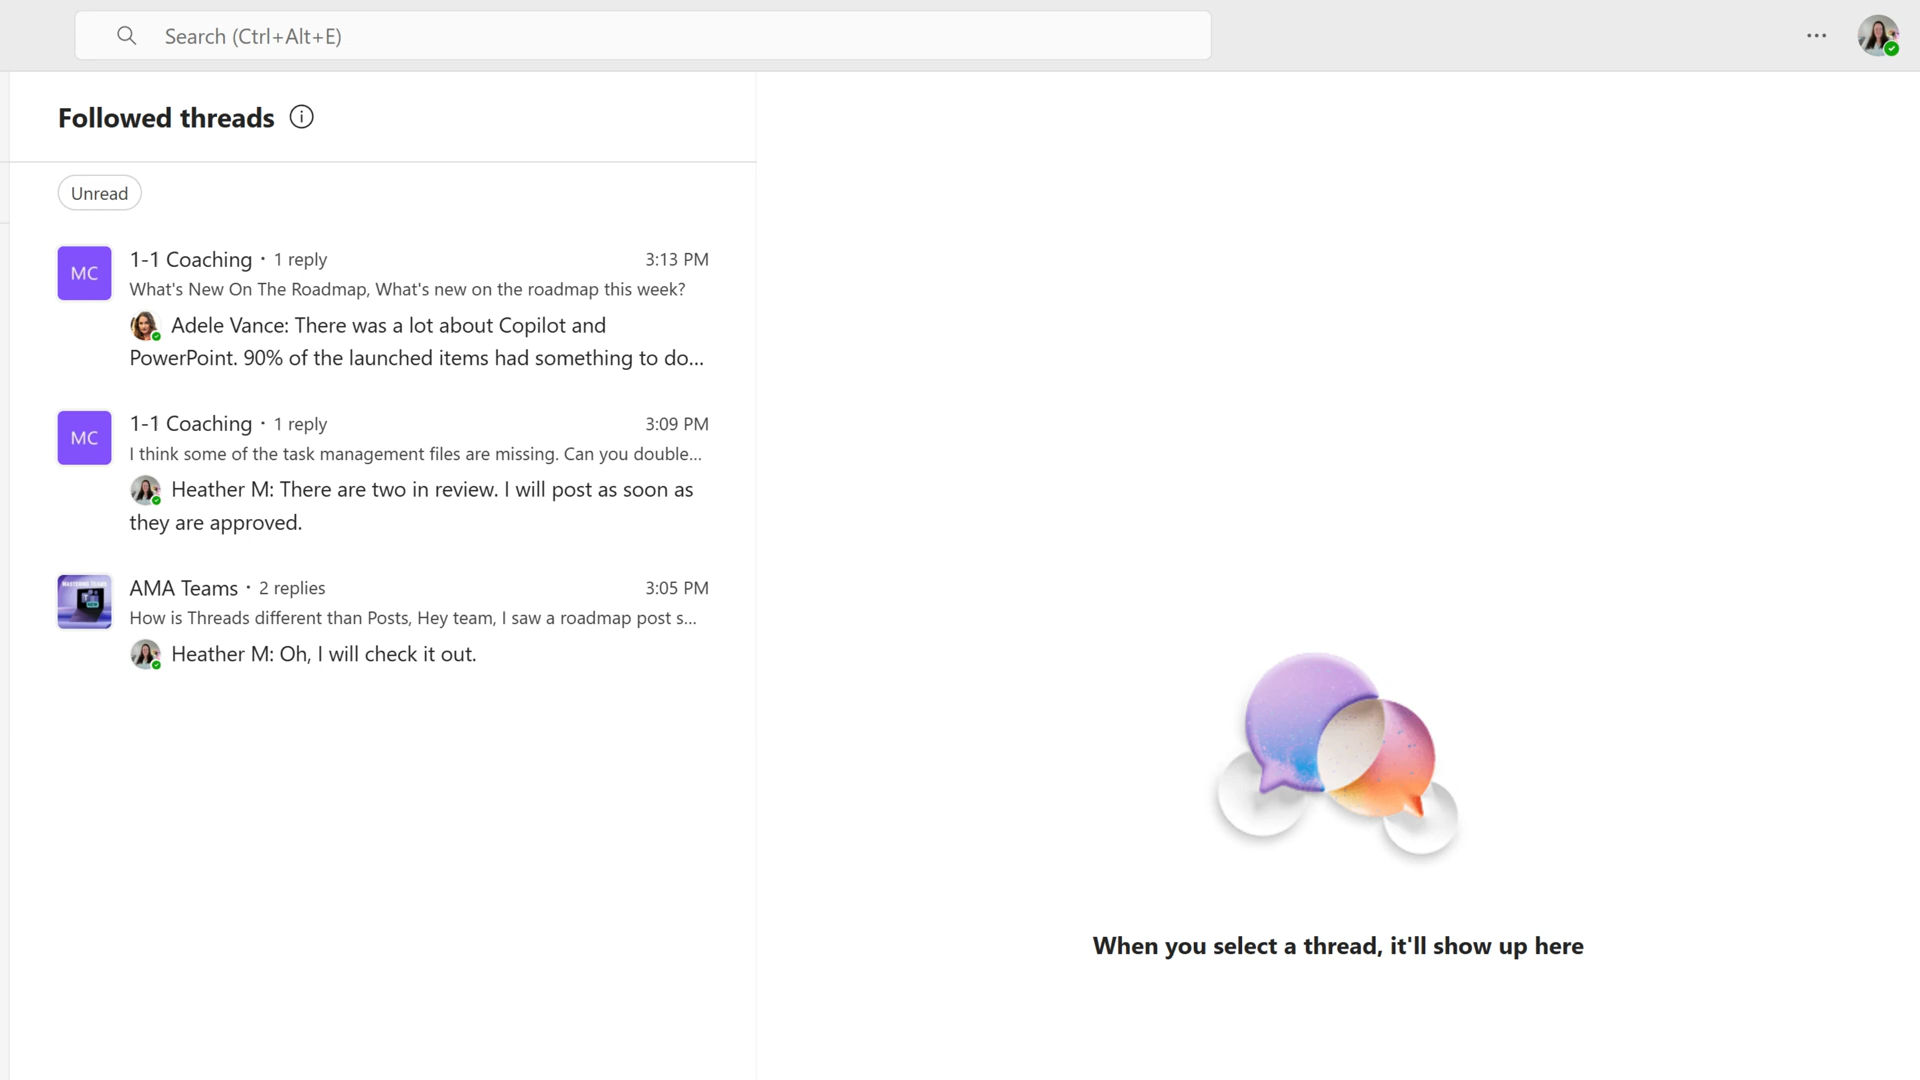 Search (Ctrl+Alt+E)
Followed threads
Unread
MC
1-1 Coaching · 1 reply 3:13 PM
What's New On The Roadmap, What's new on the roadmap this week?
Adele Vance: There was a lot about Copilot and
PowerPoint. 90% of the launched items had something to do...
MC
1-1 Coaching · 1 reply 3:09 PM
I think some of the task management files are missing. Can you double...
Heather M: There are two in review. I will post as soon as
they are approved.
MASTERING TEAMS
AMA Teams · 2 replies 3:05 PM
How is Threads different than Posts, Hey team, I saw a roadmap post s...
Heather M: Oh, I will check it out.
When you select a thread, it'll show up here